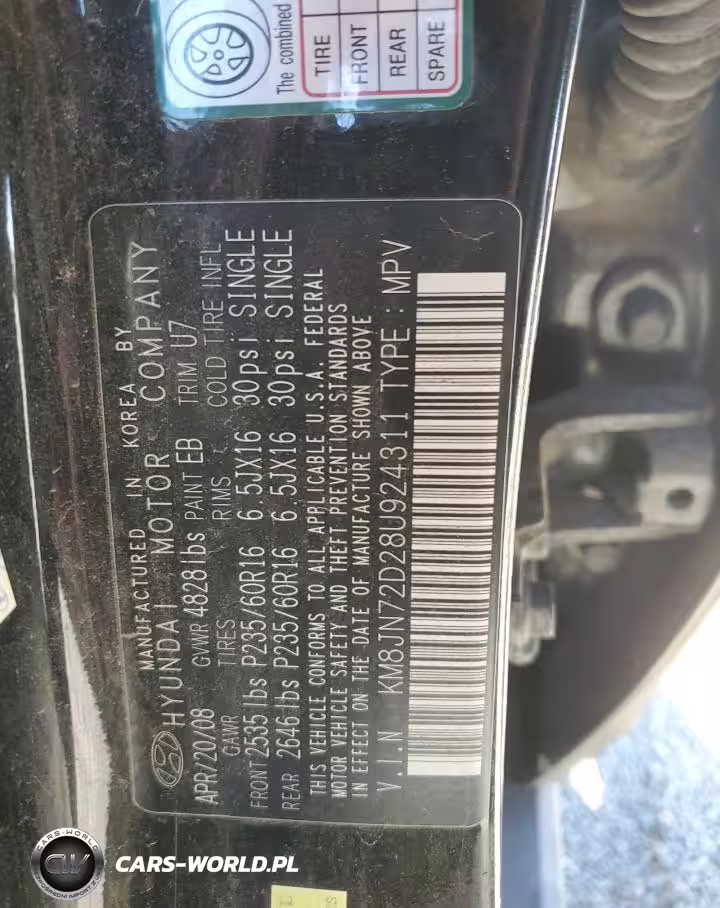 The combined
TIRE
FRONT
REAR
SPARE
MANUFACTURED IN KOREA BY
HYUNDAI MOTOR COMPANY
APR/20/08 GVWR 4828lbs PAINT EB TRIM U7
GAWR TIRES RIMS COLD TIRE INFL
FRONT 2535lbs P235/60R16 6.5JX16 30psi SINGLE
REAR 2646lbs P235/60R16 6.5JX16 30psi SINGLE
THIS VEHICLE CONFORMS TO ALL APPLICABLE U.S.A. FEDERAL
MOTOR VEHICLE SAFETY AND THEFT PREVENTION STANDARDS
IN EFFECT ON THE DATE OF MANUFACTURE SHOWN ABOVE
V.I.N KM8JN72D28U924311 TYPE: MPV
CARS-WORLD
CW
CARS-WORLD.PL